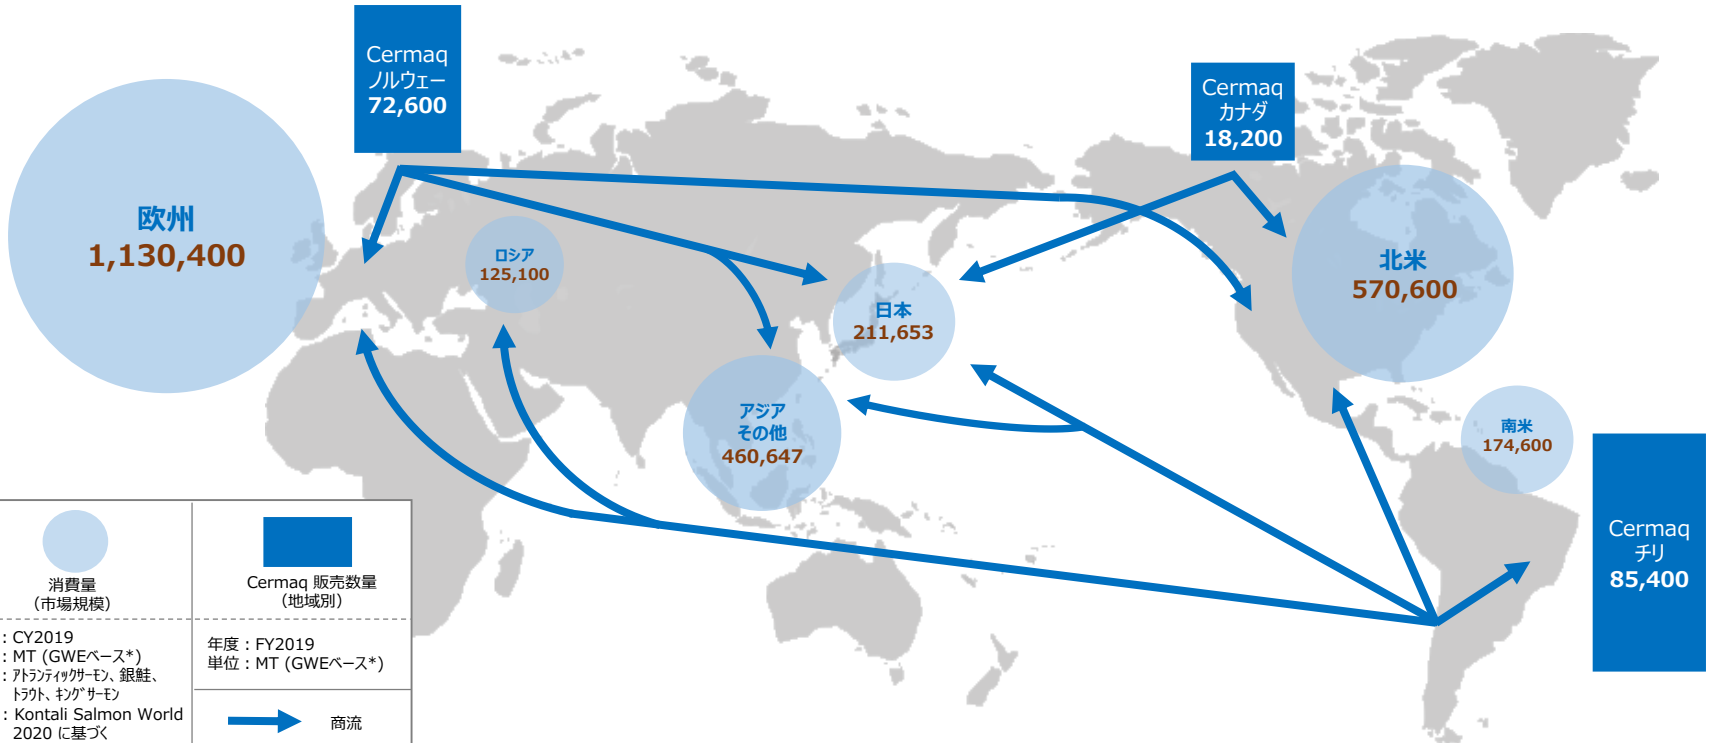 Cermaq
ノルウェー
72,600
Cermaq
カナダ
18,200
欧州
1,130,400
ロシア
125,100
日本
211,653
北米
570,600
アジア
その他
460,647
南米
174,600
Cermaq
チリ
85,400
消費量
（市場規模）
Cermaq 販売数量
（地域別）
：CY2019
：MT (GWEベース*)
：アトランティックサーモン、銀鮭、
トラウト、キングサーモン
：Kontali Salmon World
2020 に基づく
年度：FY2019
単位：MT (GWEベース*)
商流